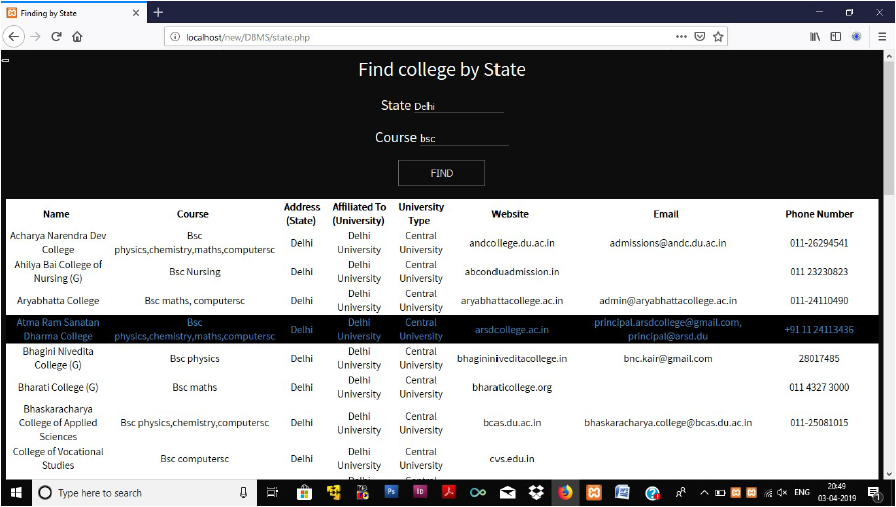 Finding by State
localhost/new/DBMS/state.php
Find college by State
State Delhi
Course bsc
FIND
Name Course Address (State) Affiliated To (University) University Type Website Email Phone Number
Acharya Narendra Dev College Bsc physics,chemistry,maths,computersc Delhi Delhi University Central University andcollege.du.ac.in admissions@andc.du.ac.in 011-26294541
Ahilya Bai College of Nursing (G) Bsc Nursing Delhi Delhi University Central University abconduadmission.in 011 23230823
Aryabhatta College Bsc maths, computersc Delhi Delhi University Central University aryabhattacollege.ac.in admin@aryabhattacollege.ac.in 011-24110490
Atma Ram Sanatan Dharma College Bsc physics,chemistry,maths,computersc Delhi Delhi University Central University arsdcollege.ac.in principal.arsdcollege@gmail.com, principal@arsd.du +91 11 24113436
Bhagini Nivedita College (G) Bsc physics Delhi Delhi University Central University bhagininiveditacollege.in bnc.kair@gmail.com 28017485
Bharati College (G) Bsc maths Delhi Delhi University Central University bharaticollege.org 011 4327 3000
Bhaskaracharya College of Applied Sciences Bsc physics,chemistry,computersc Delhi Delhi University Central University bcas.du.ac.in bhaskaracharya.college@bcas.du.ac.in 011-25081015
College of Vocational Studies Bsc computersc Delhi Delhi University Central University cvs.edu.in
Type here to search
Ps
ENG
20:49
03-04-2019